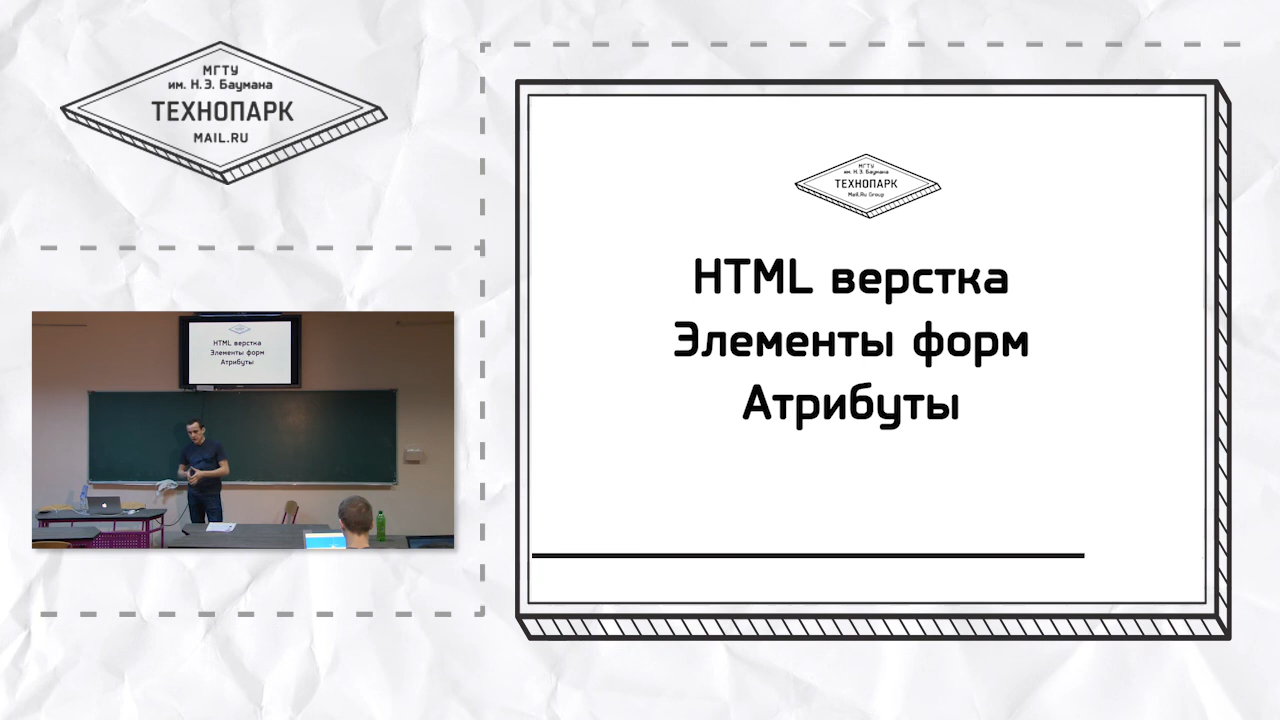 МГТУ
им. Н.Э. Баумана
ТЕХНОПАРК
MAIL.RU
МГТУ
им. Н.Э. Баумана
ТЕХНОПАРК
Mail.Ru Group
HTML верстка
Элементы форм
Атрибуты
HTML верстка
Элементы форм
Атрибуты